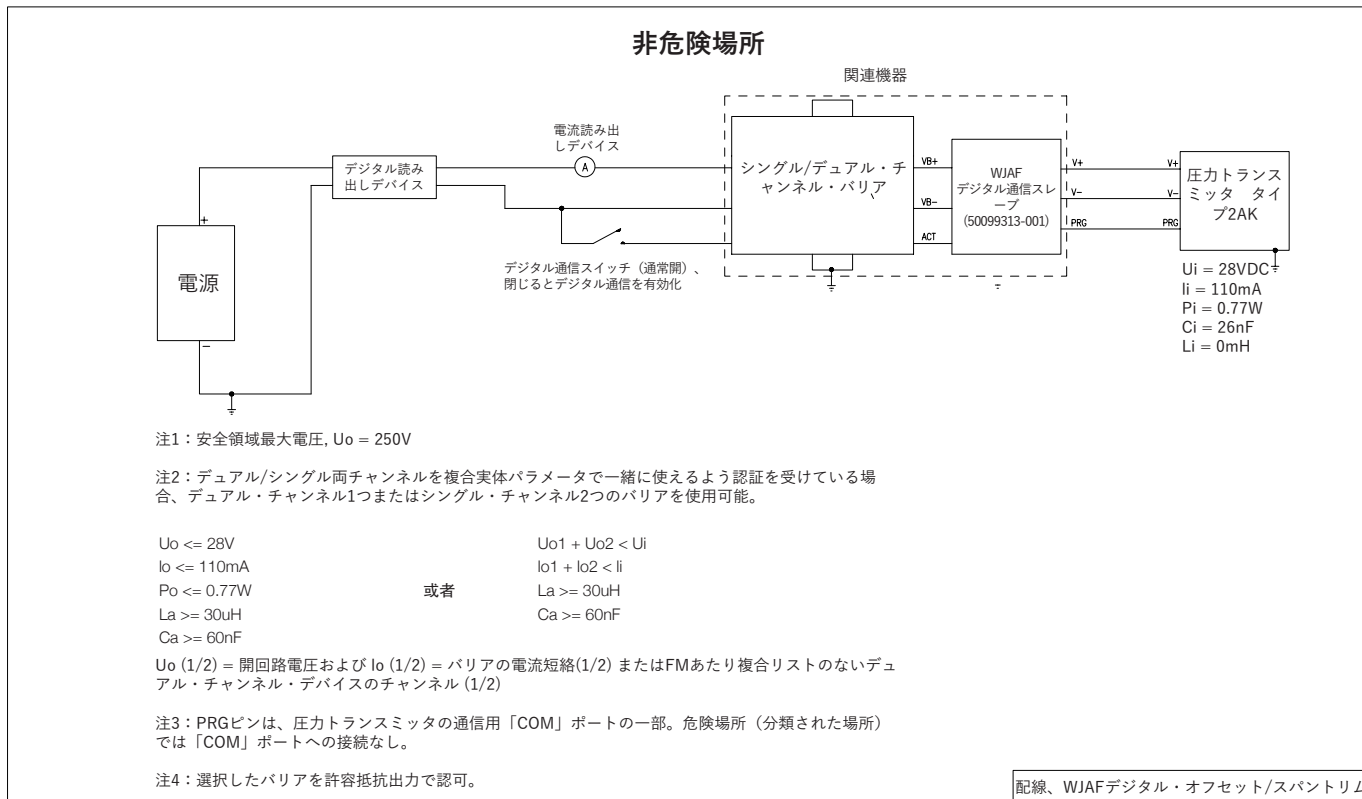 非危険場所
関連機器
電流読み出
しデバイス
A
デジタル読み
出しデバイス
シングル/デュアル・チ
ャンネル・バリア
VB+
VB-
ACT
WJAF
デジタル通信スレ
ーブ
(50099313-001)
V+
V-
PRG
V+
V-
PRG
圧力トランス
ミッタ タイ
プ2AK
+
電源
-
デジタル通信スイッチ（通常開）、
閉じるとデジタル通信を有効化
Ui = 28VDC
Ii = 110mA
Pi = 0.77W
Ci = 26nF
Li = 0mH
注1：安全領域最大電圧, Uo = 250V
注2：デュアル/シングル両チャンネルを複合実体パラメータで一緒に使えるよう認証を受けている場
合、デュアル・チャンネル1つまたはシングル・チャンネル2つのバリアを使用可能。
Uo <= 28V
Io <= 110mA
Po <= 0.77W
La >= 30uH
Ca >= 60nF
或者
Uo1 + Uo2 < Ui
Io1 + Io2 < Ii
La >= 30uH
Ca >= 60nF
Uo (1/2) = 開回路電圧および Io (1/2) = バリアの電流短絡(1/2) またはFMあたり複合リストのないデュ
アル・チャンネル・デバイスのチャンネル (1/2)
注3：PRGピンは、圧力トランスミッタの通信用「COM」ポートの一部。危険場所（分類された場所）
では「COM」ポートへの接続なし。
注4：選択したバリアを許容抵抗出力で認可。
配線、WJAFデジタル・オフセット/スパントリム